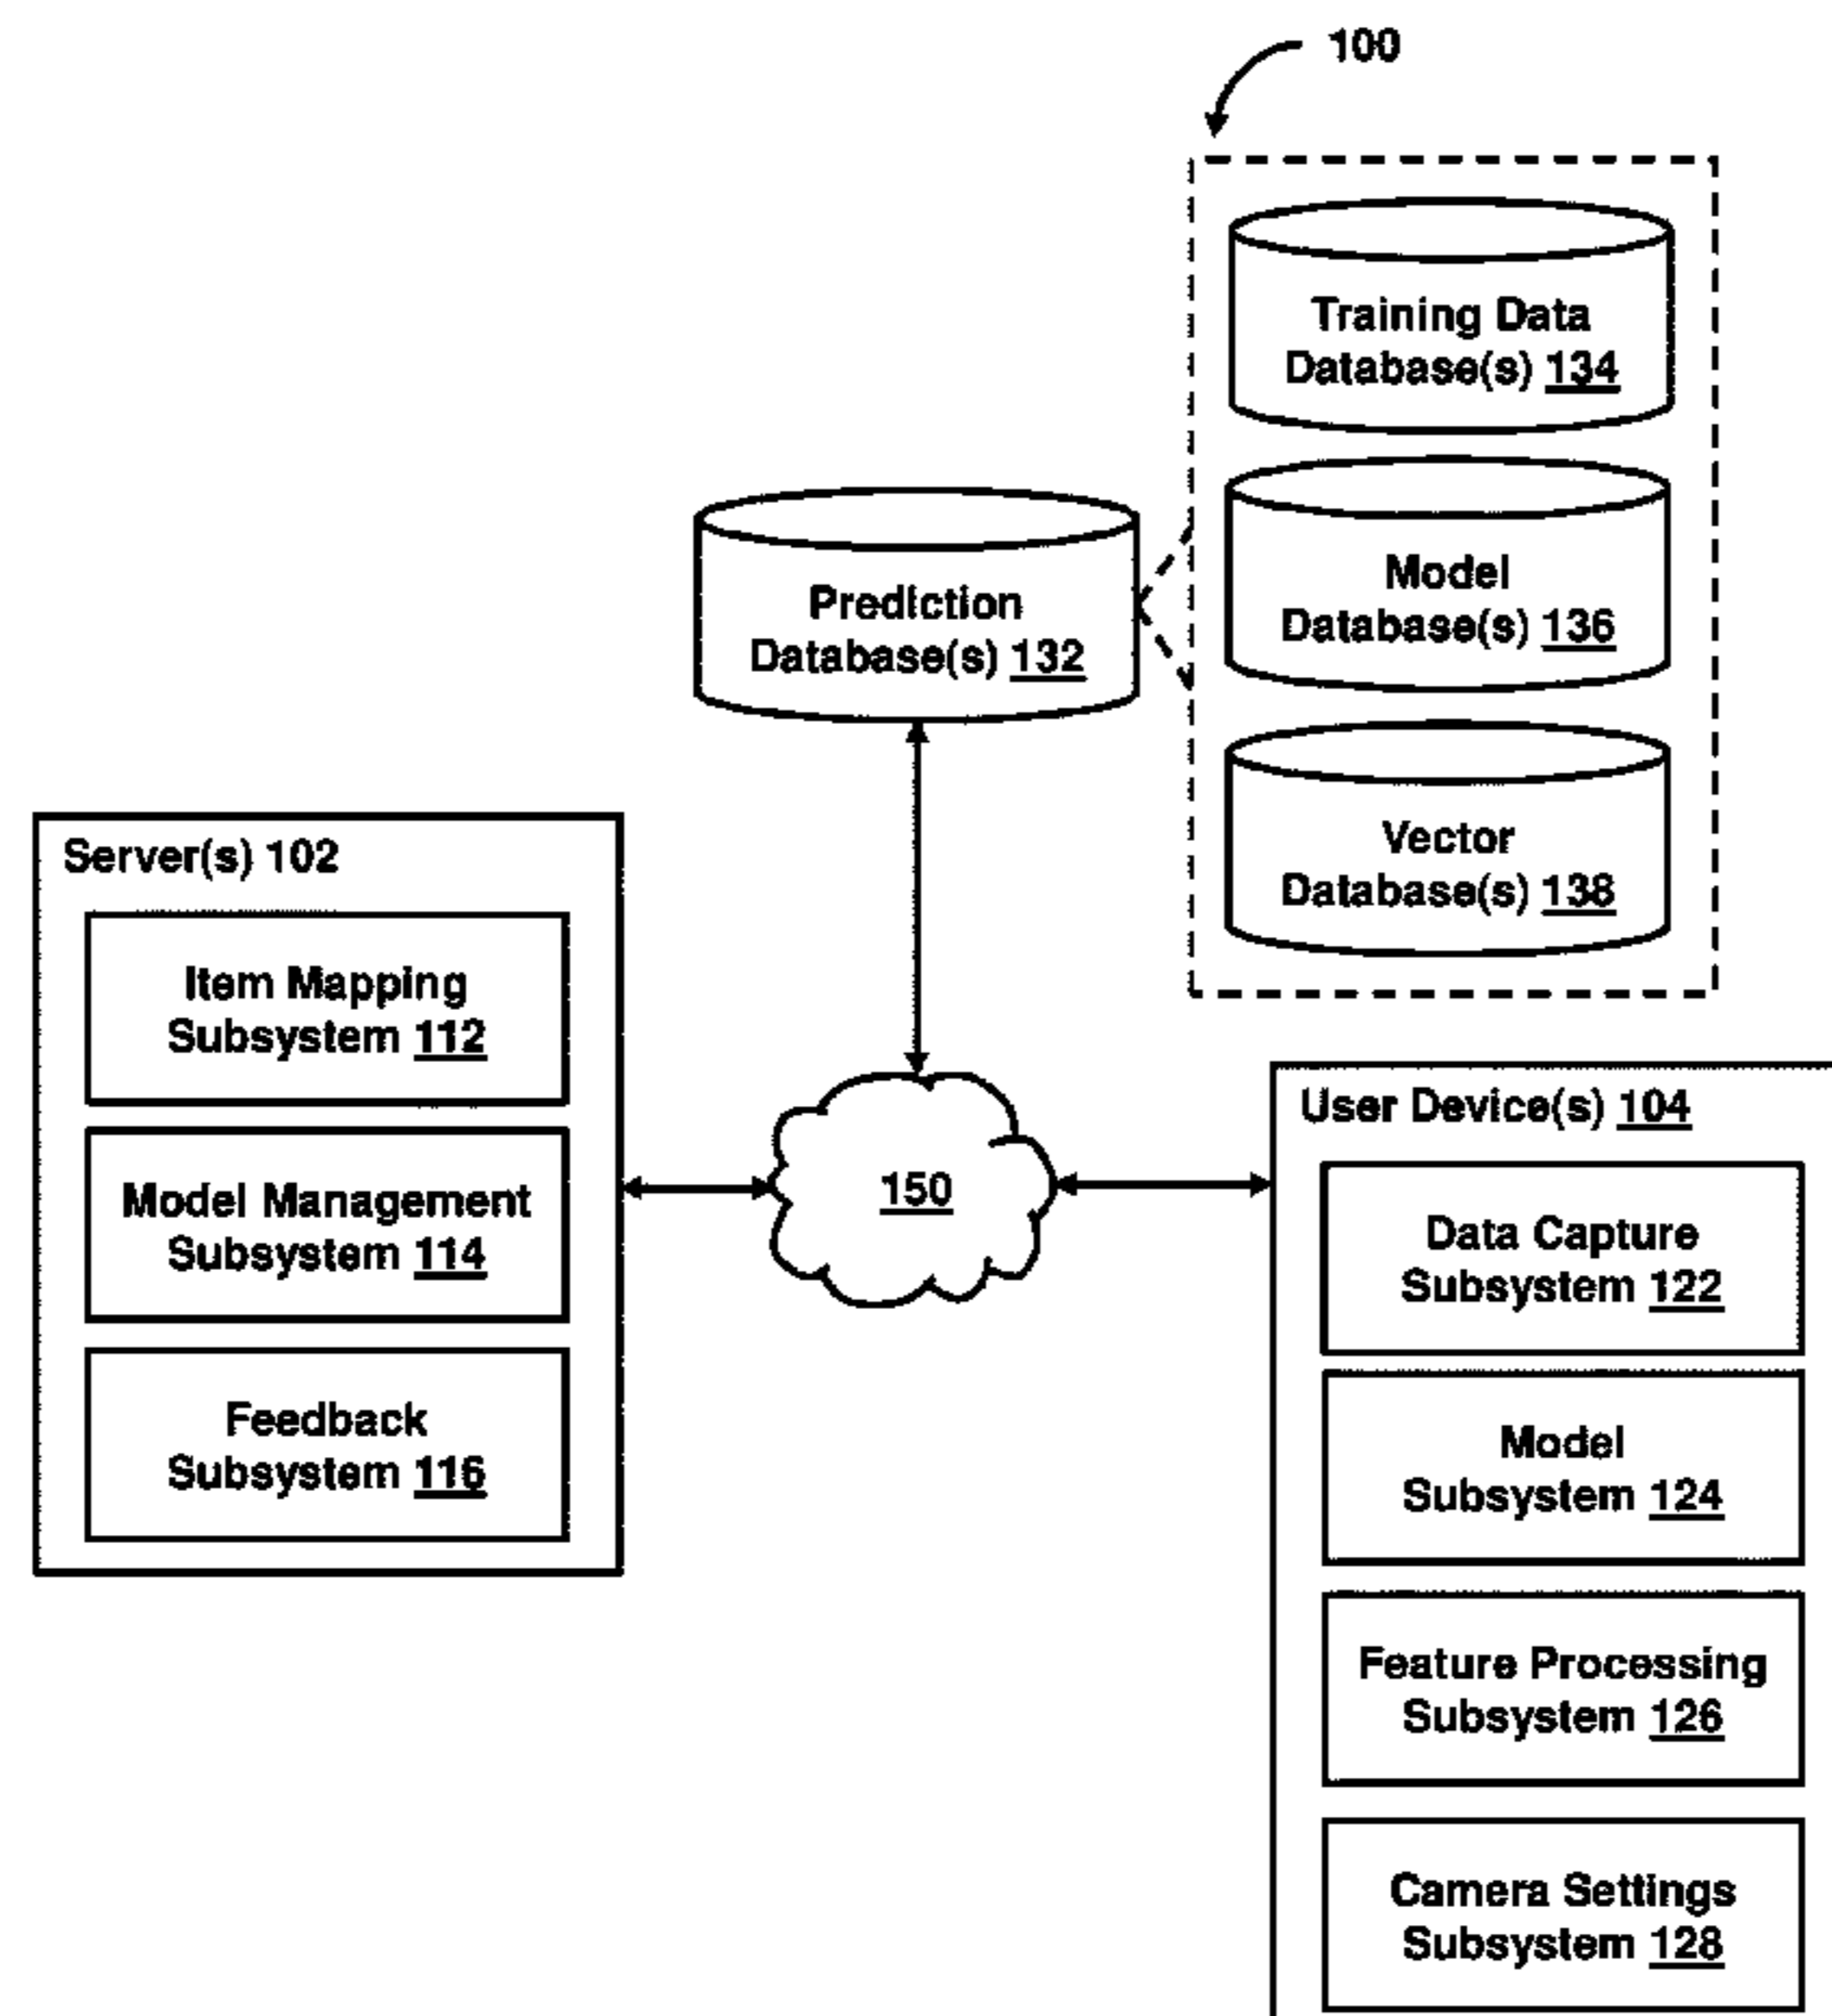 100
Training Data
Database(s) 134
Model
Database(s) 136
Vector
Database(s) 138
Prediction
Database(s) 132
Server(s) 102
Item Mapping
Subsystem 112
Model Management
Subsystem 114
Feedback
Subsystem 116
150
User Device(s) 104
Data Capture
Subsystem 122
Model
Subsystem 124
Feature Processing
Subsystem 126
Camera Settings
Subsystem 128